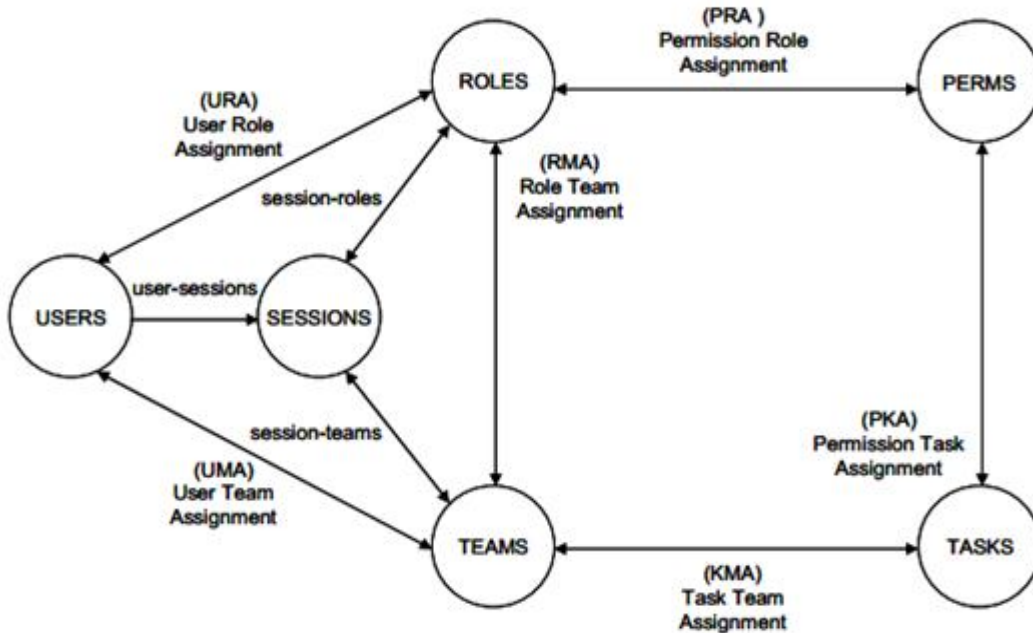 (PRA )
Permission Role
Assignment
ROLES
PERMS
(URA)
User Role
Assignment
(RMA)
Role Team
Assignment
session-roles
user-sessions
USERS
SESSIONS
session-teams
(PKA)
Permission Task
Assignment
(UMA)
User Team
Assignment
TEAMS
TASKS
(KMA)
Task Team
Assignment